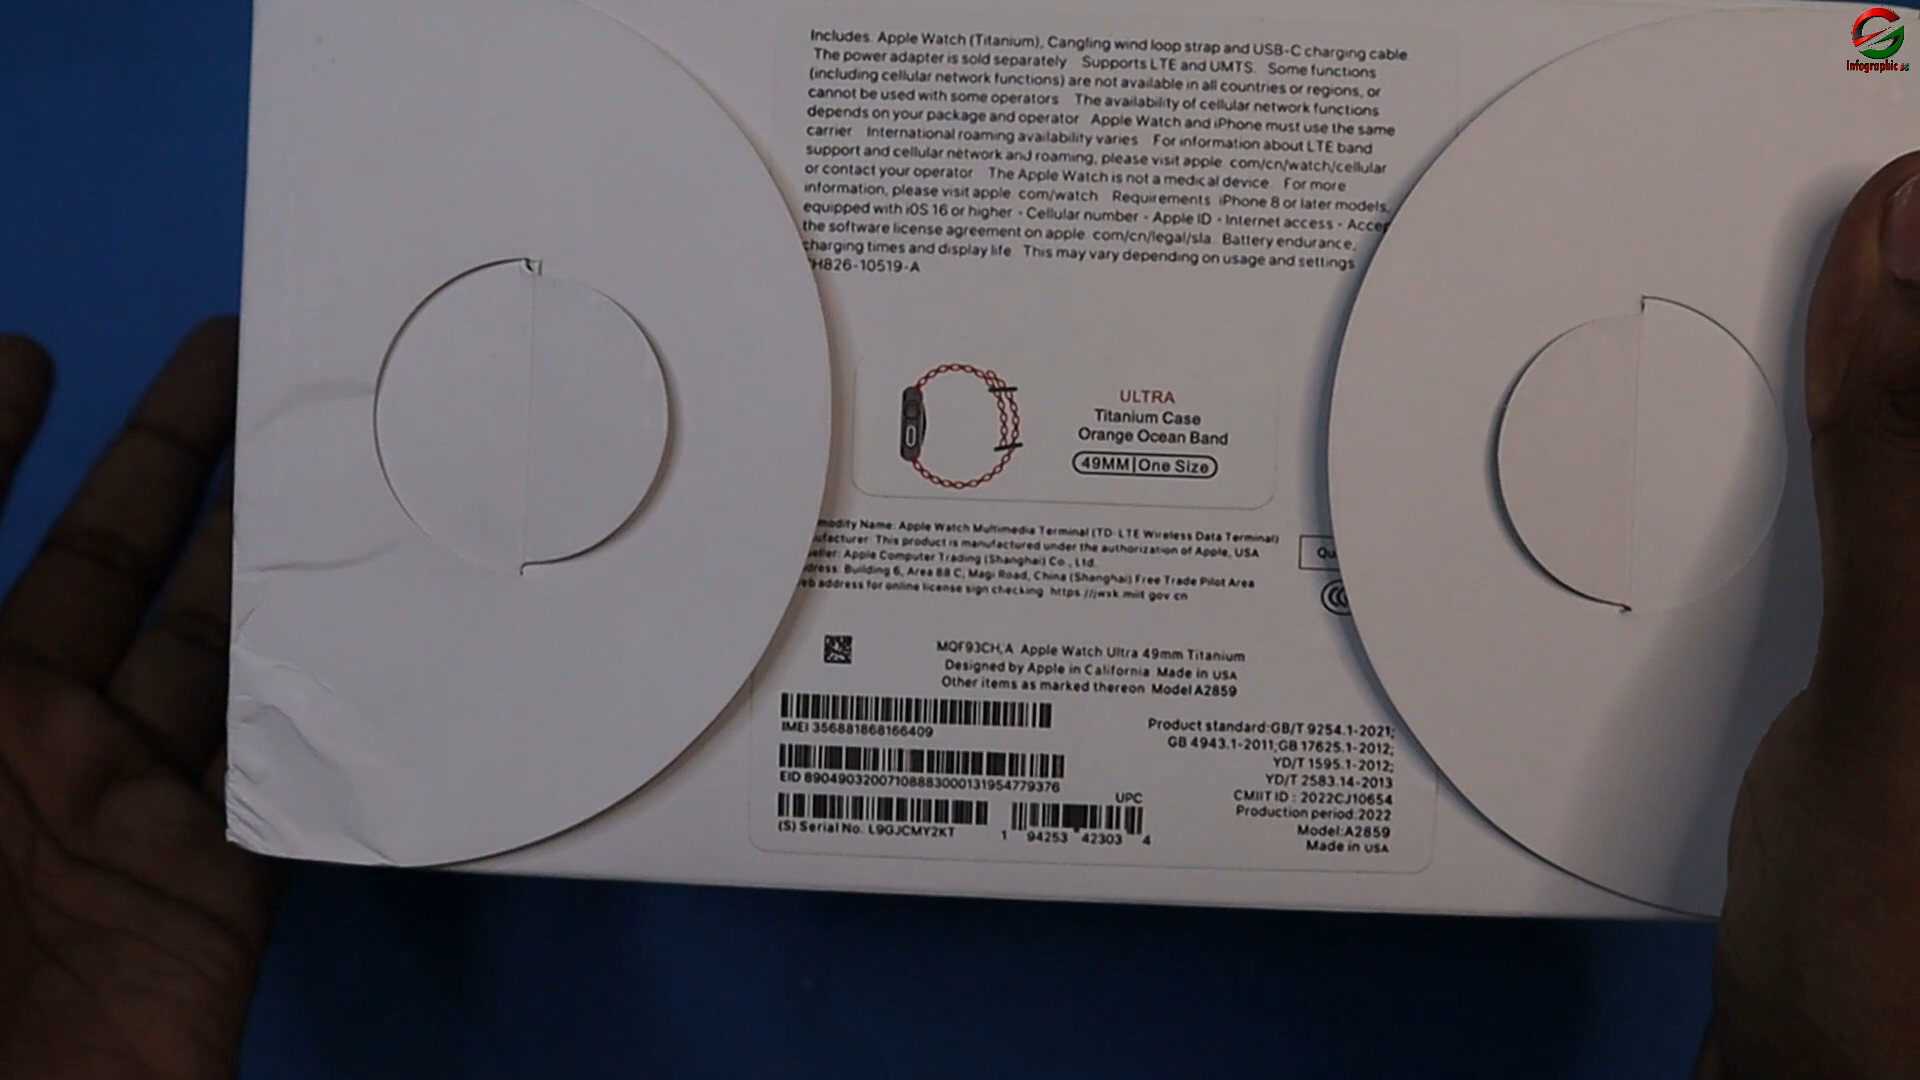 Infographic
Includes: Apple Watch (Titanium), Cangling wind loop strap and USB-C charging cable
The power adapter is sold separately Supports LTE and UMTS. Some functions
(including cellular network functions) are not available in all countries or regions, or
cannot be used with some operators The availability of cellular network functions
depends on your package and operator Apple Watch and iPhone must use the same
carrier International roaming availability varies For information about LTE band
support and cellular network and roaming, please visit apple. com/cn/watch/cellular
or contact your operator The Apple Watch is not a medical device. For more
information, please visit apple. com/watch Requirements iPhone 8 or later models,
equipped with iOS 16 or higher · Cellular number · Apple ID · Internet access · Accep
the software license agreement on apple. com/cn/legal/sla. Battery endurance,
charging times and display life This may vary depending on usage and settings
H826-10519-A
ULTRA
Titanium Case
Orange Ocean Band
49MM|One Size
modity Name: Apple Watch Multimedia Terminal (TD-LTE Wireless Data Terminal)
ufacturer: This product is manufactured under the authorization of Apple, USA
eller: Apple Computer Trading (Shanghai) Co., Ltd.
dress: Building 6, Area 88 C, Magi Road, China (Shanghai) Free Trade Pilot Area
eb address for online license sign checking: https://jwxk.miit.gov.cn
Qu
MQF93CH/A Apple Watch Ultra 49mm Titanium
Designed by Apple in California Made in USA
Other items as marked thereon Model A2859
IMEI 356881868166409
EID 89049032007108883000131954779376
(S) Serial No. L9GJCMY2KT
UPC
1 94253 42303 4
Product standard:GB/T 9254.1-2021;
GB 4943.1-2011;GB 17625.1-2012;
YD/T 1595.1-2012;
YD/T 2583.14-2013
CMIIT ID : 2022CJ10654
Production period:2022
Model:A2859
Made in USA